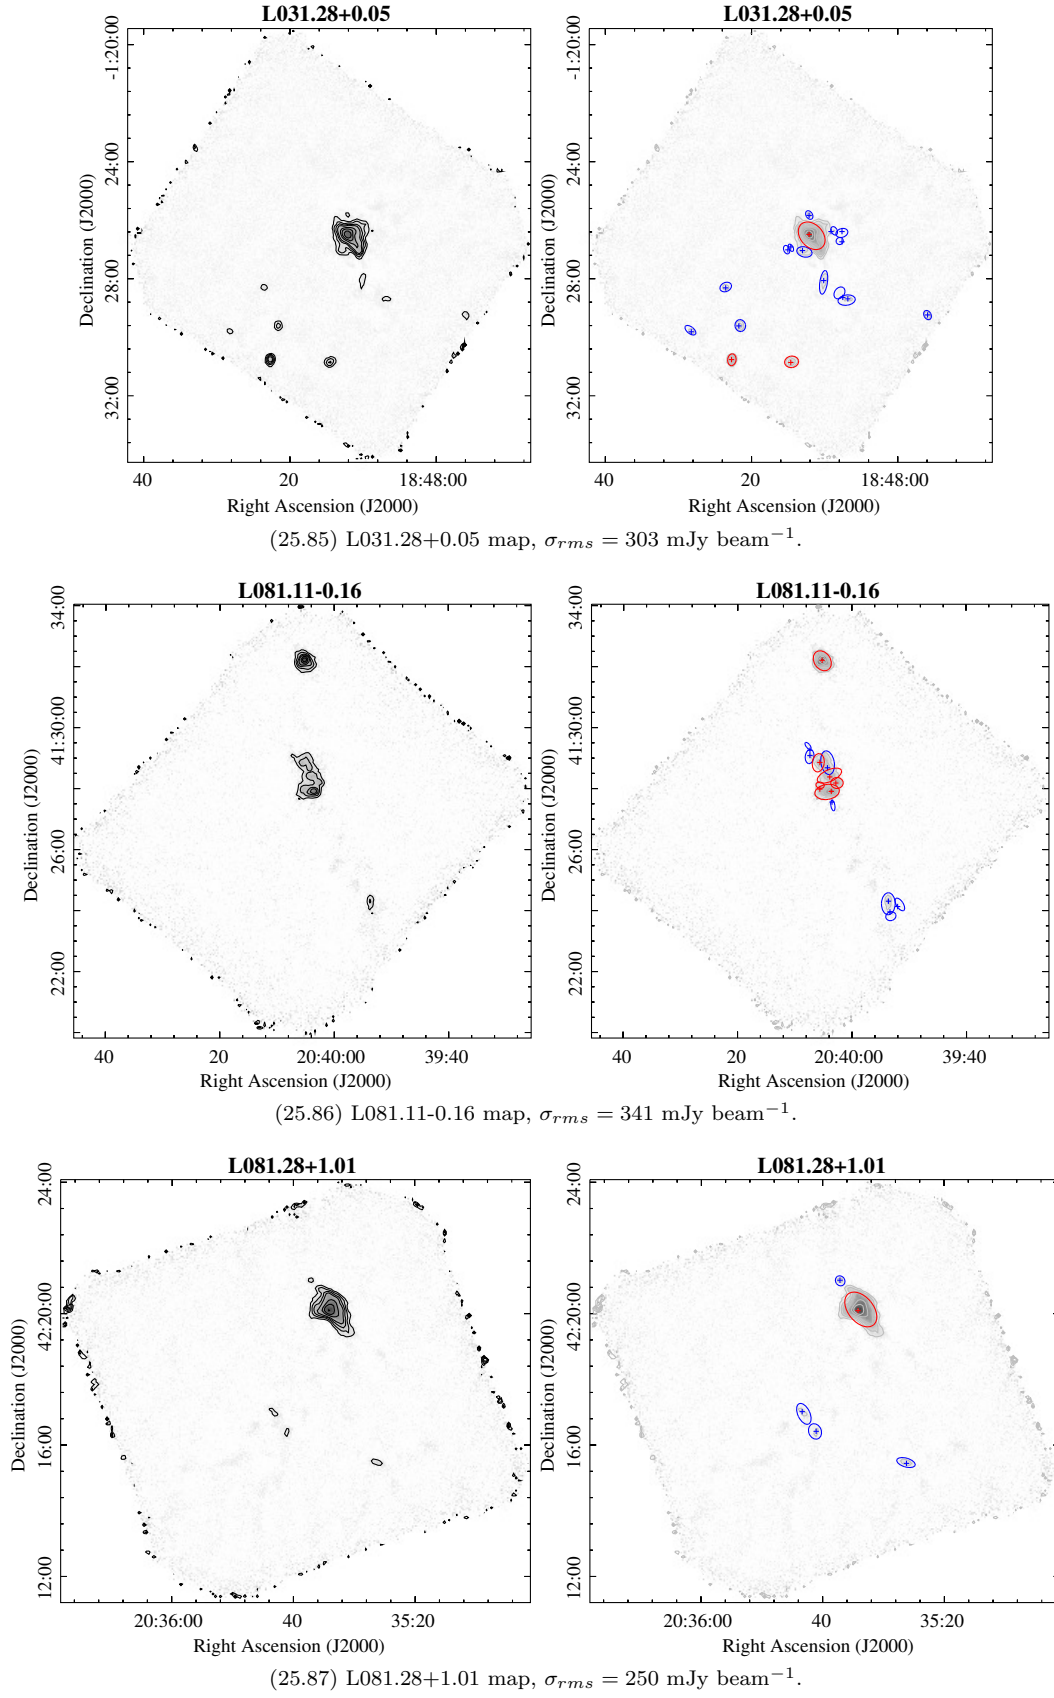 L031.28+0.05 L031.28+0.05
Declination (J2000) Declination (J2000)
-1:20:00 -1:20:00
24:00 24:00
28:00 28:00
32:00 32:00
40 20 18:48:00 40 20 18:48:00
Right Ascension (J2000) Right Ascension (J2000)
(25.85) L031.28+0.05 map, σrms = 303 mJy beam−1.
L081.11-0.16 L081.11-0.16
Declination (J2000) Declination (J2000)
34:00 34:00
41:30:00 41:30:00
26:00 26:00
22:00 22:00
40 20 20:40:00 39:40 40 20 20:40:00 39:40
Right Ascension (J2000) Right Ascension (J2000)
(25.86) L081.11-0.16 map, σrms = 341 mJy beam−1.
L081.28+1.01 L081.28+1.01
Declination (J2000) Declination (J2000)
24:00 24:00
42:20:00 42:20:00
16:00 16:00
12:00 12:00
20:36:00 40 35:20 20:36:00 40 35:20
Right Ascension (J2000) Right Ascension (J2000)
(25.87) L081.28+1.01 map, σrms = 250 mJy beam−1.